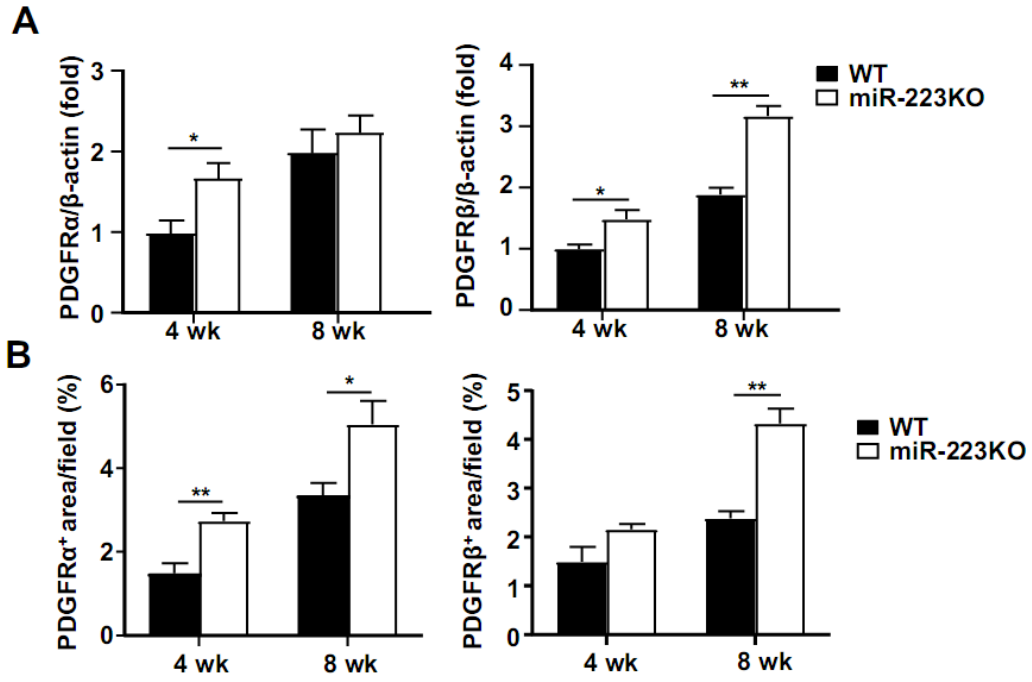 A
PDGFRα/β-actin (fold)
3
2
1
0
*
4 wk
8 wk
PDGFRβ/β-actin (fold)
4
3
2
1
0
*
**
4 wk
8 wk
WT
miR-223KO
B
PDGFRα⁺ area/field (%)
6
4
2
0
**
*
4 wk
8 wk
PDGFRβ⁺ area/field (%)
5
4
3
2
1
0
**
4 wk
8 wk
WT
miR-223KO